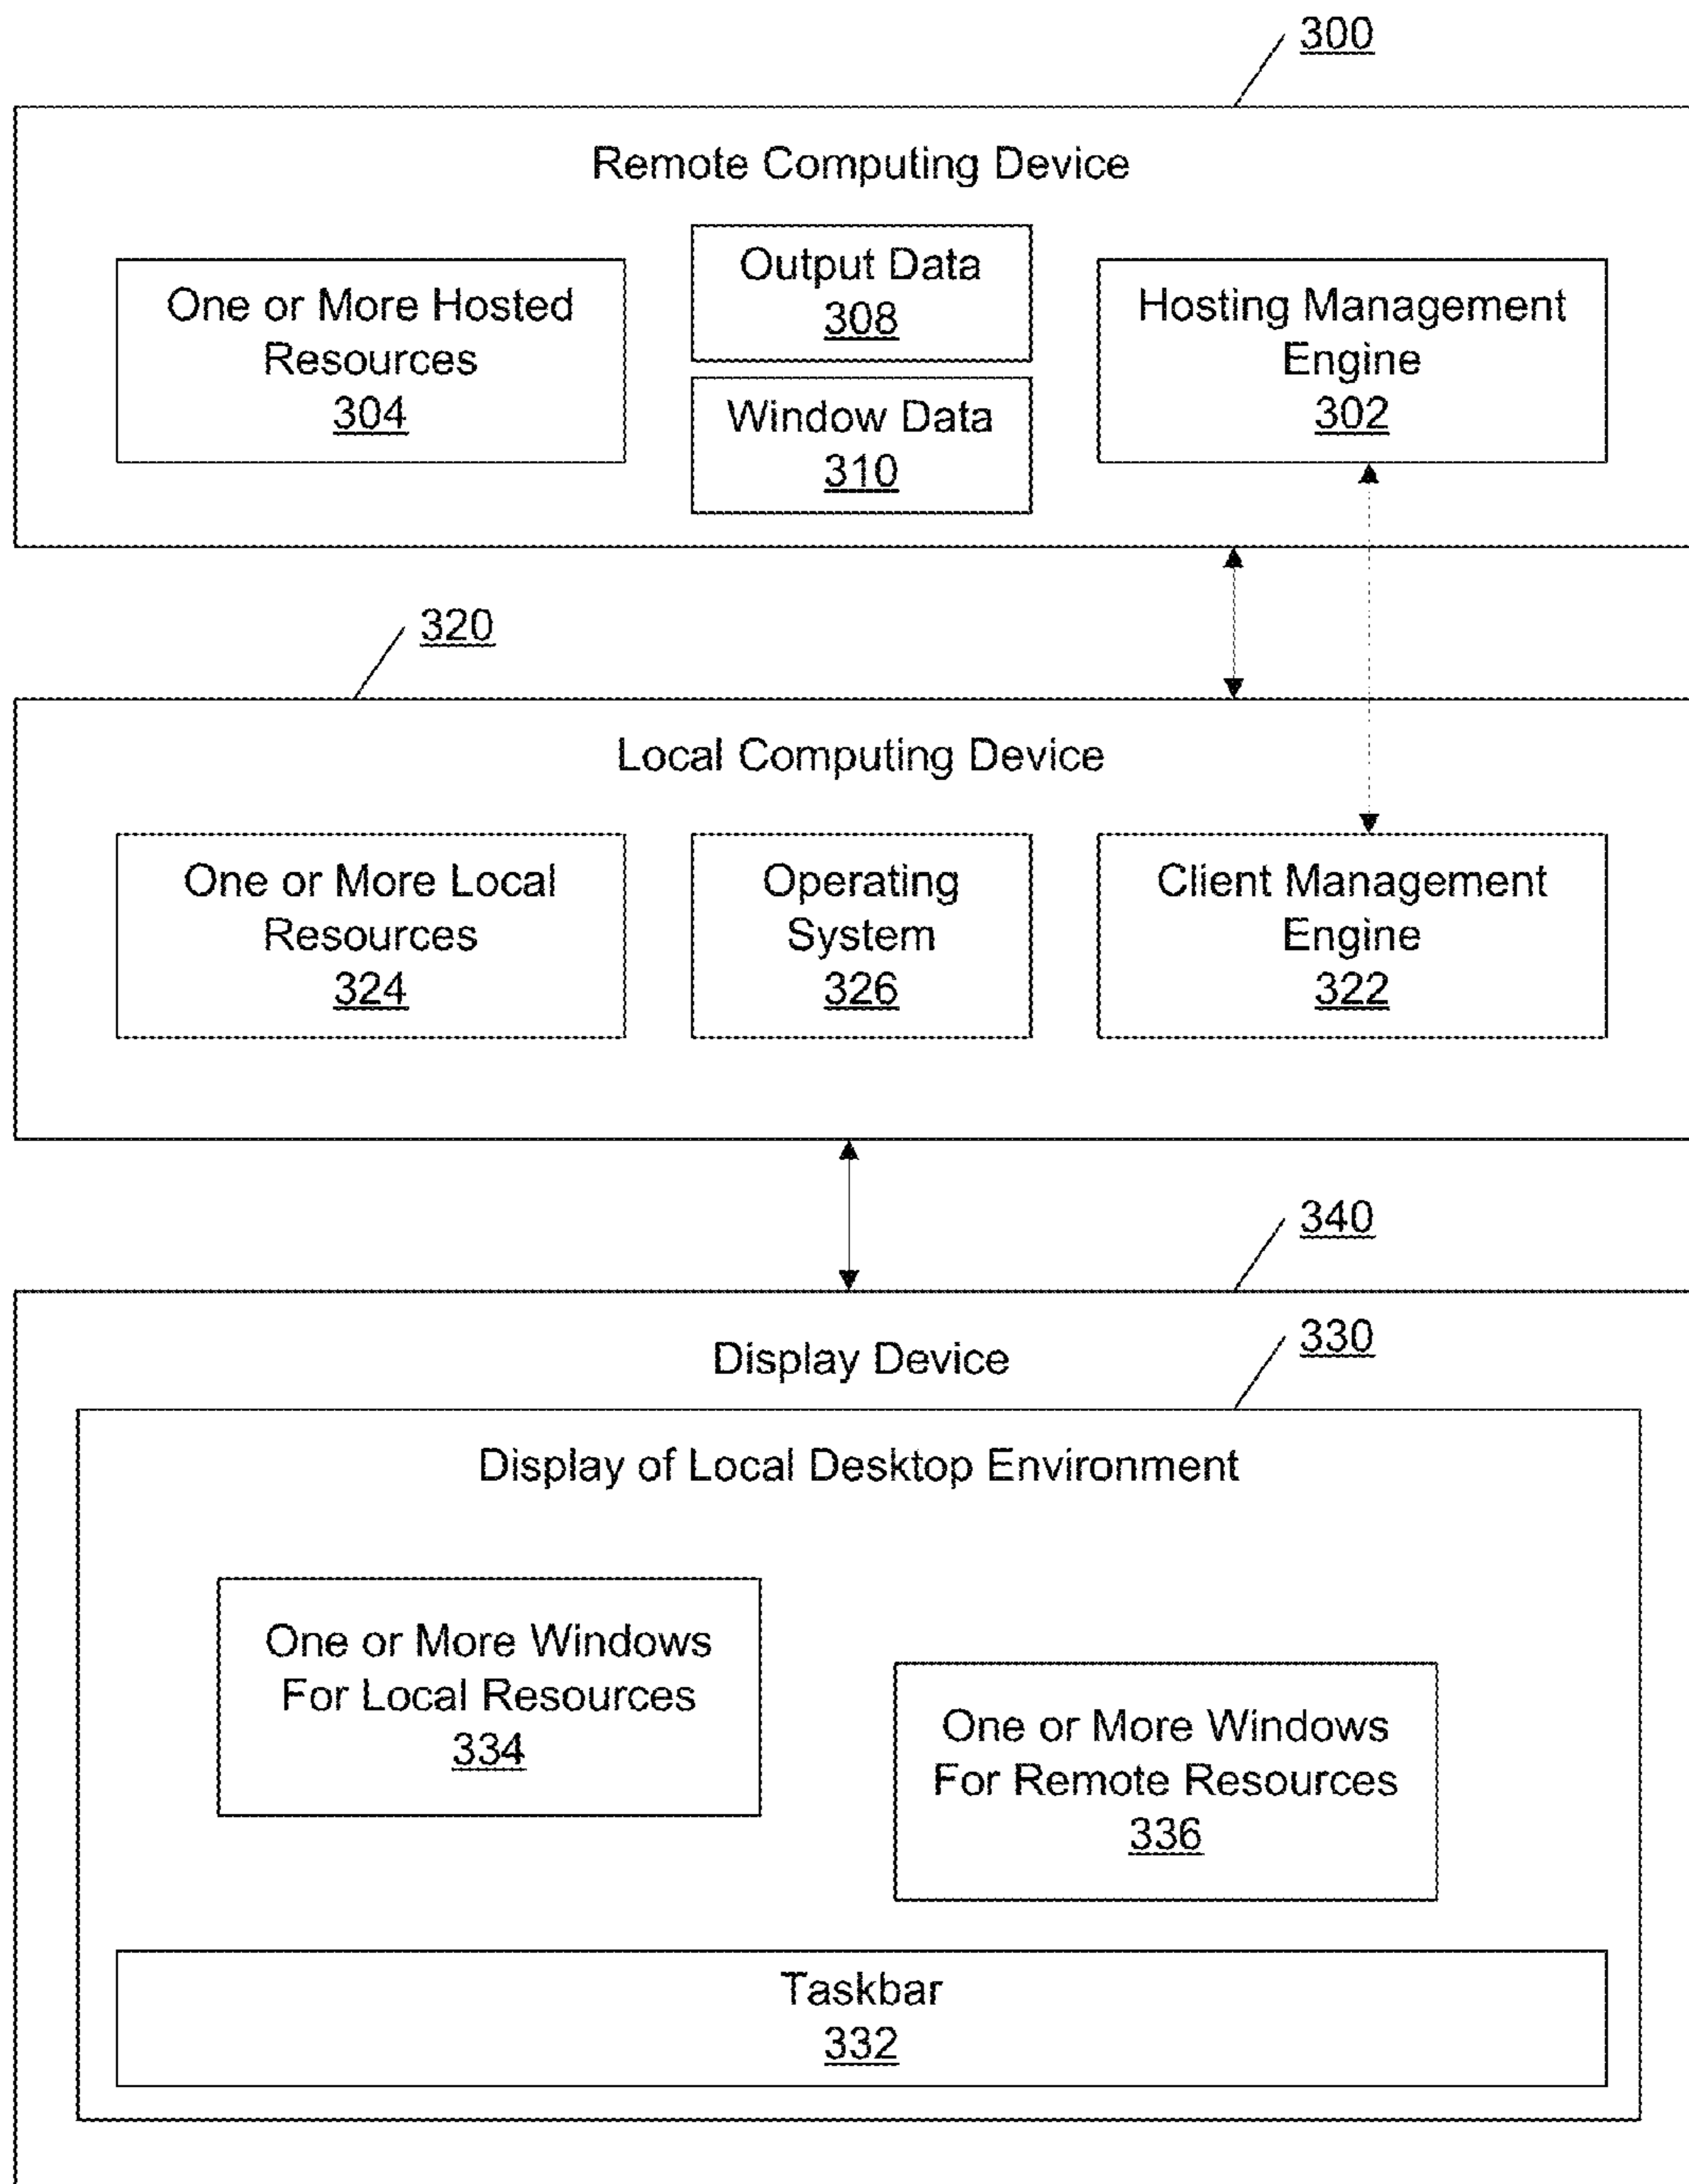 300
Remote Computing Device
One or More Hosted
Resources
304
Output Data
308
Window Data
310
Hosting Management
Engine
302
320
Local Computing Device
One or More Local
Resources
324
Operating
System
326
Client Management
Engine
322
340
Display Device
330
Display of Local Desktop Environment
One or More Windows
For Local Resources
334
One or More Windows
For Remote Resources
336
Taskbar
332